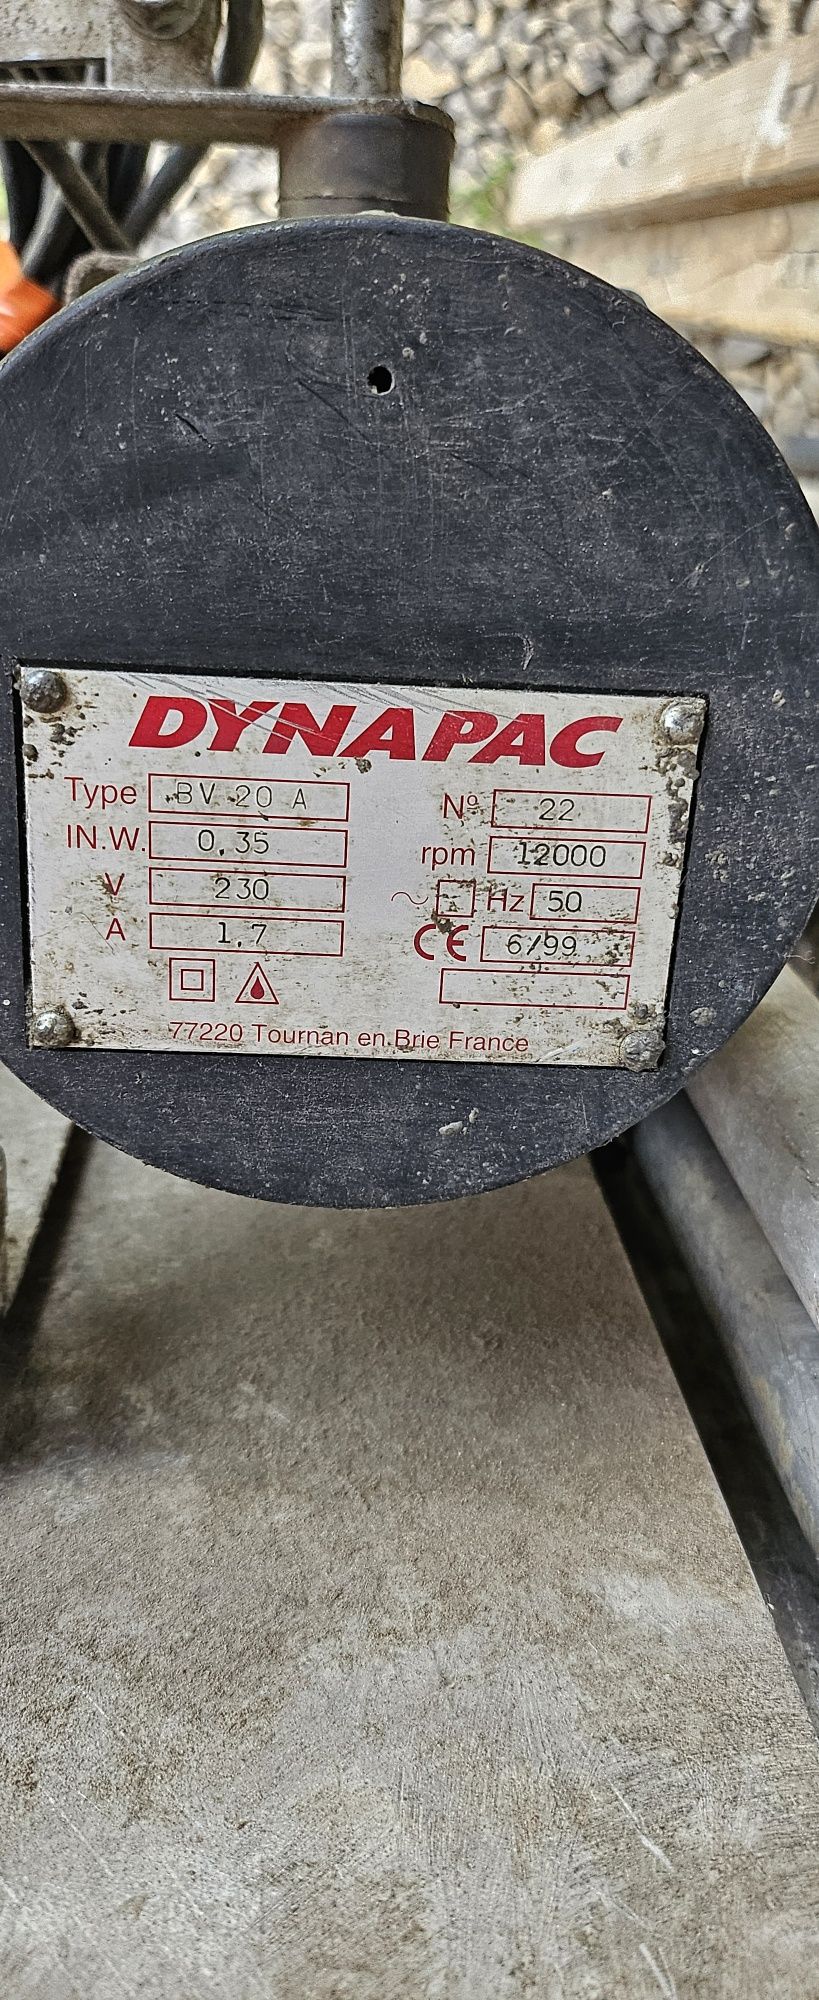 DYNAPAC
Type BV 20 A Nº 22
IN.W. 0,35 rpm 12000
V 230 ~ Hz 50
A 1,7 CE 6/99
77220 Tournan en Brie France